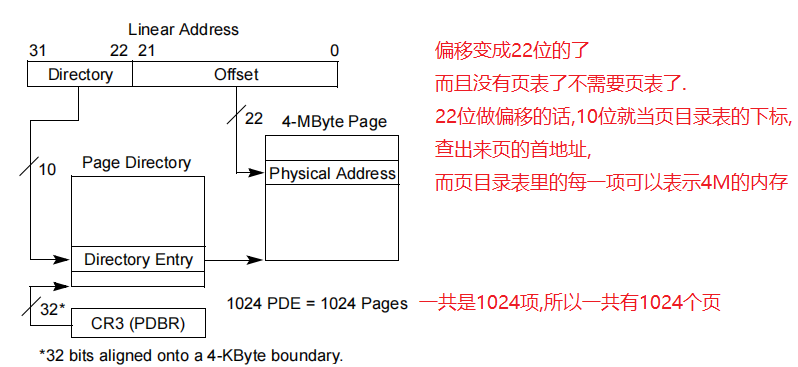 Linear Address
31 22 21 0
Directory Offset
22
4-MByte Page
10
Page Directory
Physical Address
Directory Entry
32*
1024 PDE = 1024 Pages
CR3 (PDBR)
*32 bits aligned onto a 4-KByte boundary.
偏移变成22位的了
而且没有页表了不需要页表了.
22位做偏移的话,10位就当页目录表的下标,
查出来页的首地址,
而页目录表里的每一项可以表示4M的内存
一共是1024项,所以一共有1024个页